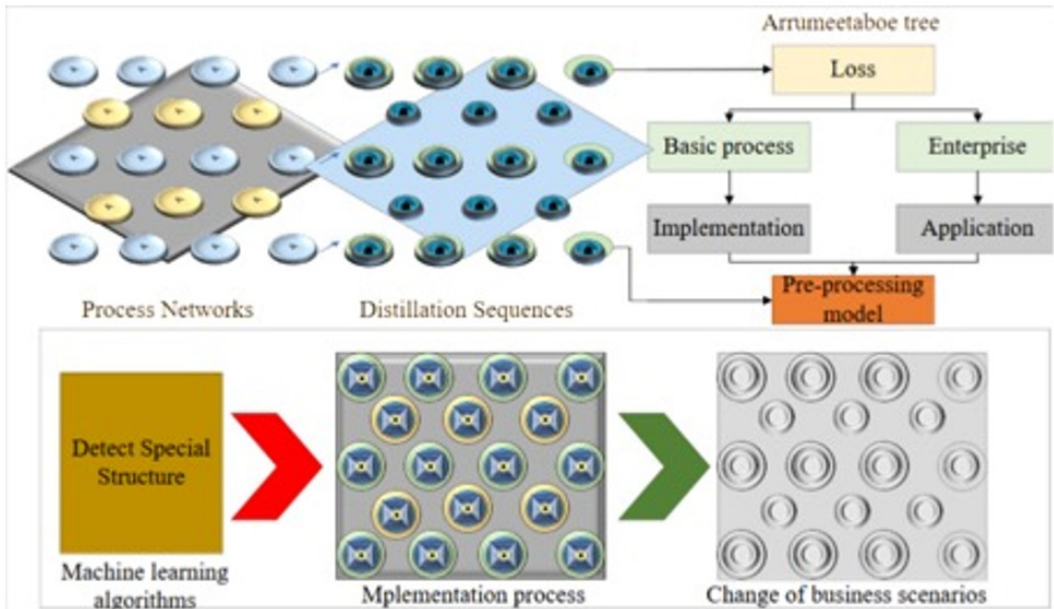 Arrumeetaboe tree
Loss
Basic process
Enterprise
Implementation
Application
Pre-processing
model
Process Networks
Distillation Sequences
Detect Special
Structure
Machine learning
algorithms
Mplementation process
Change of business scenarios